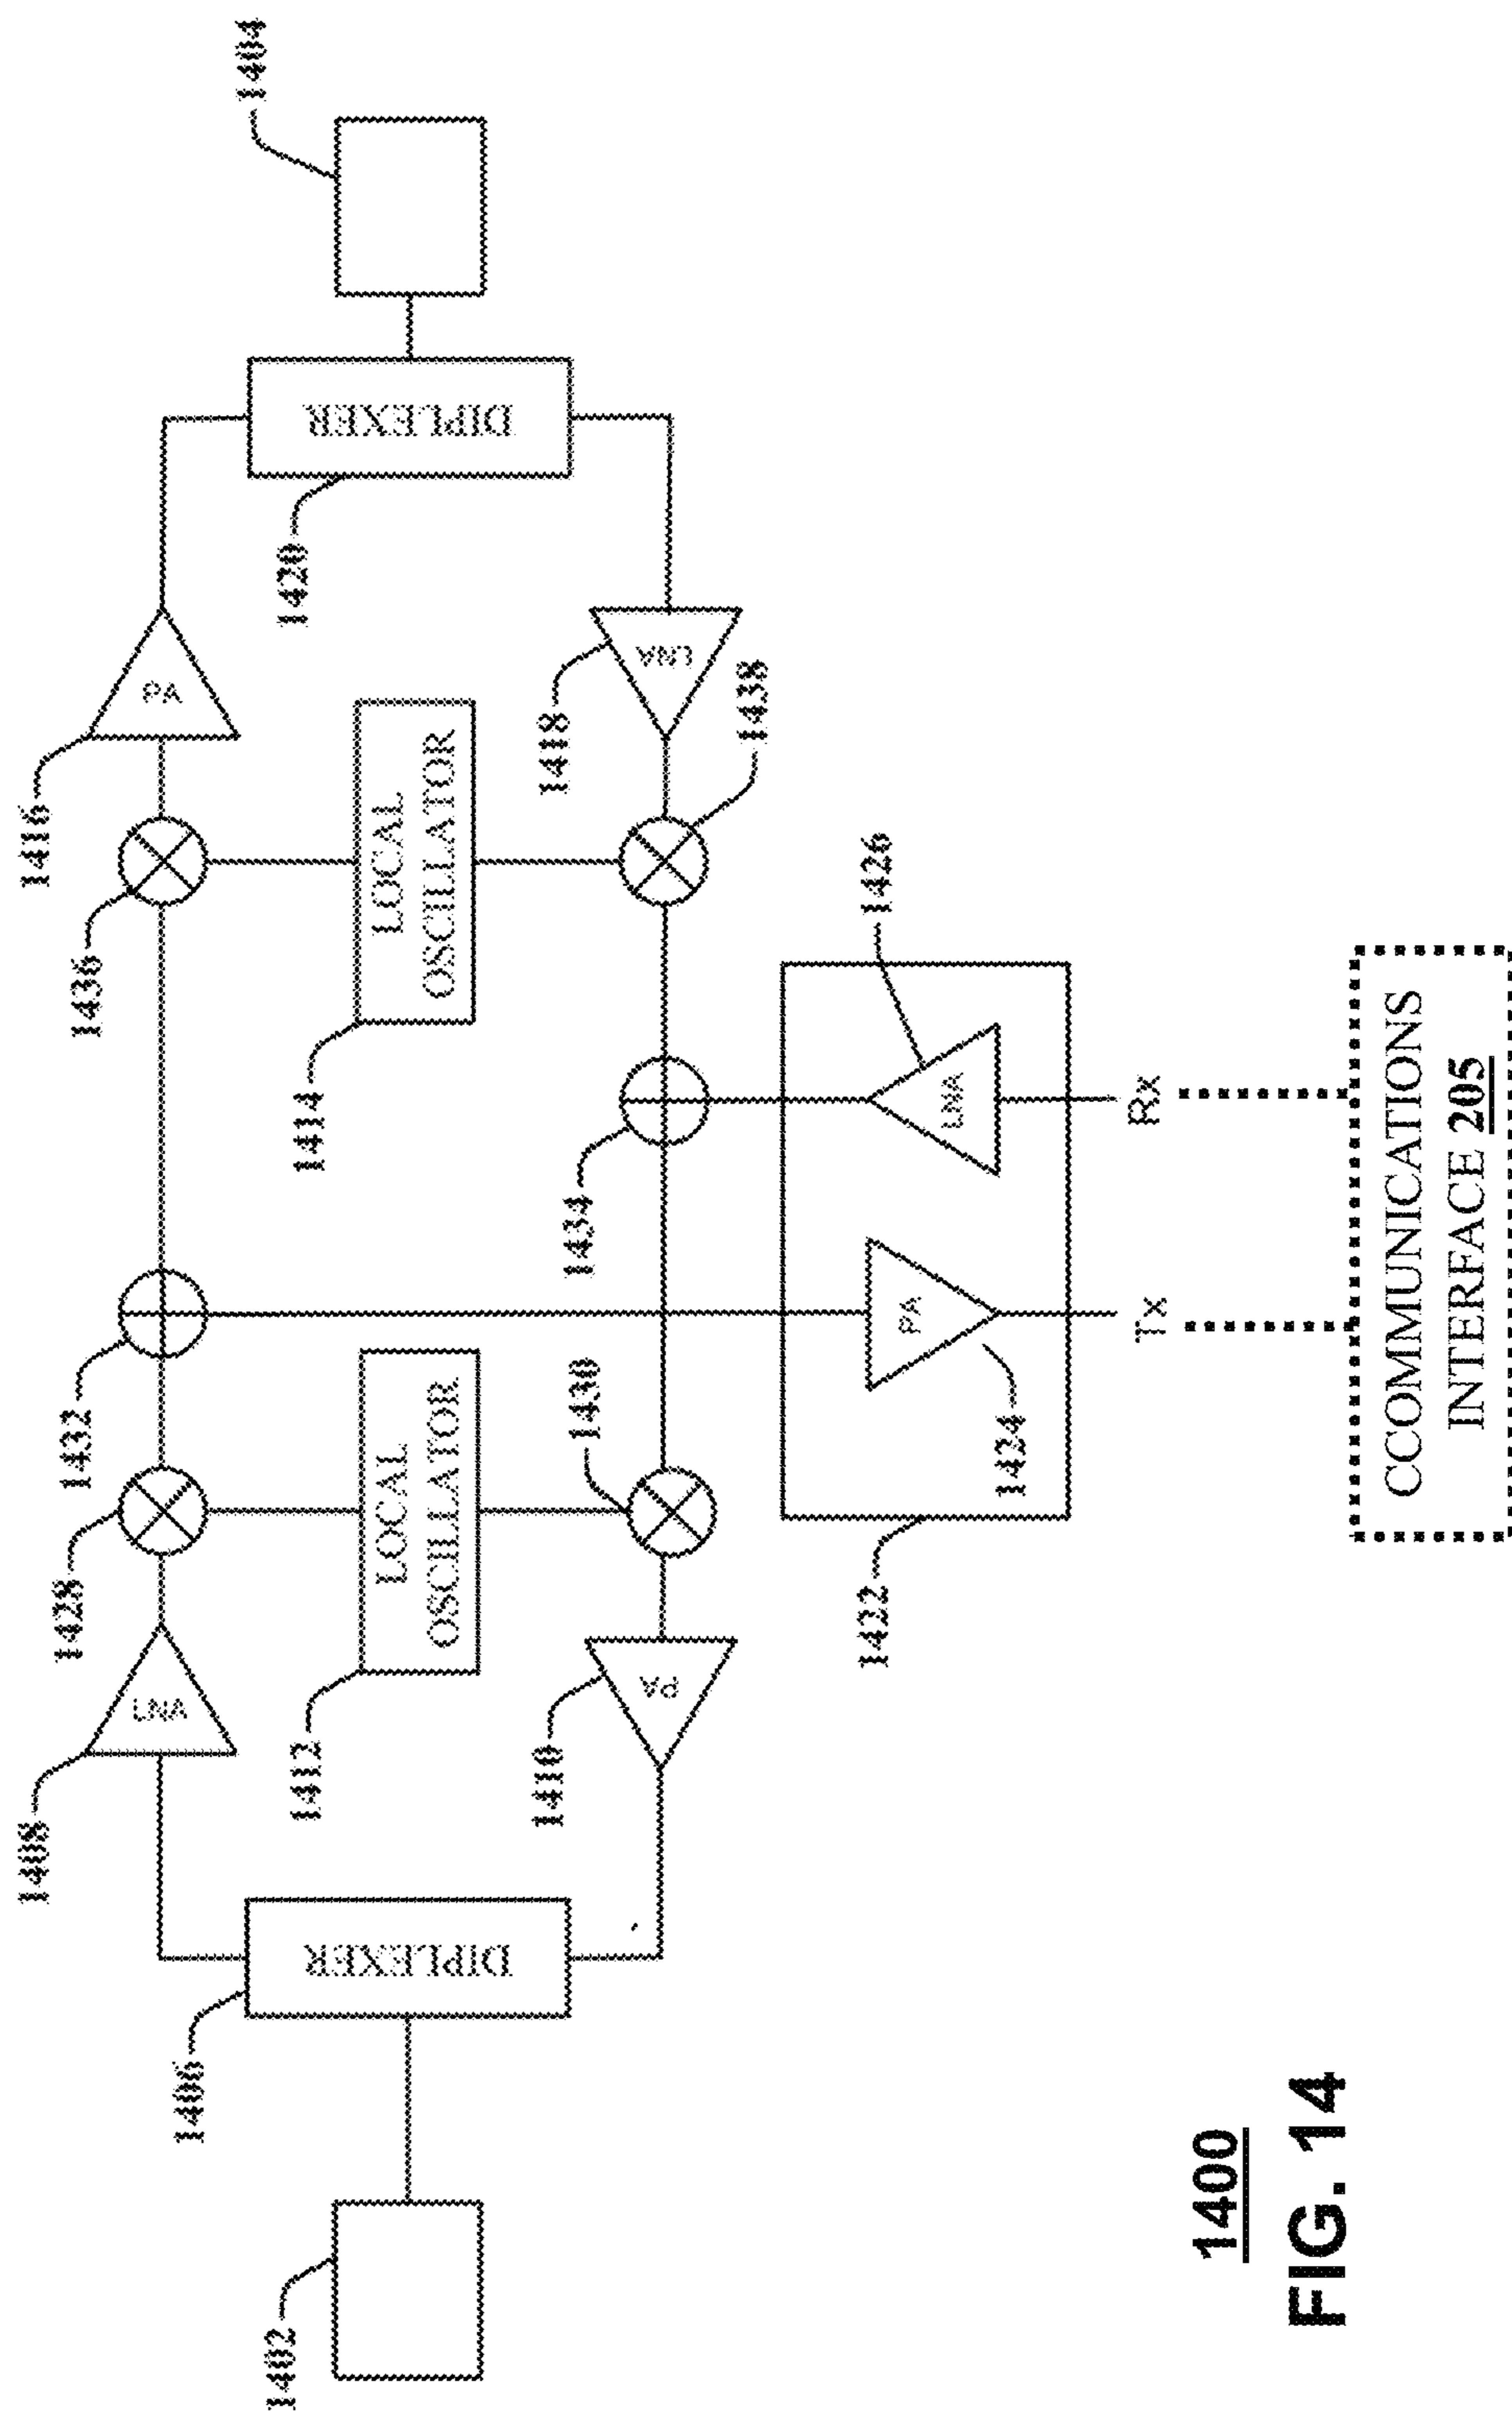 1408
1416
1428
1432
1436
LNA
PA
1406
1404
1402
1412
1414
1420
DIPLEXER
LOCAL
OSCILLATOR
LOCAL
OSCILLATOR
DIPLEXER
1410
1430
1434
1418
PA
LNA
1438
1422
1426
PA
LNA
1424
Tx
Rx
1400
FIG. 14
CCOMMUNICATIONS
INTERFACE 205